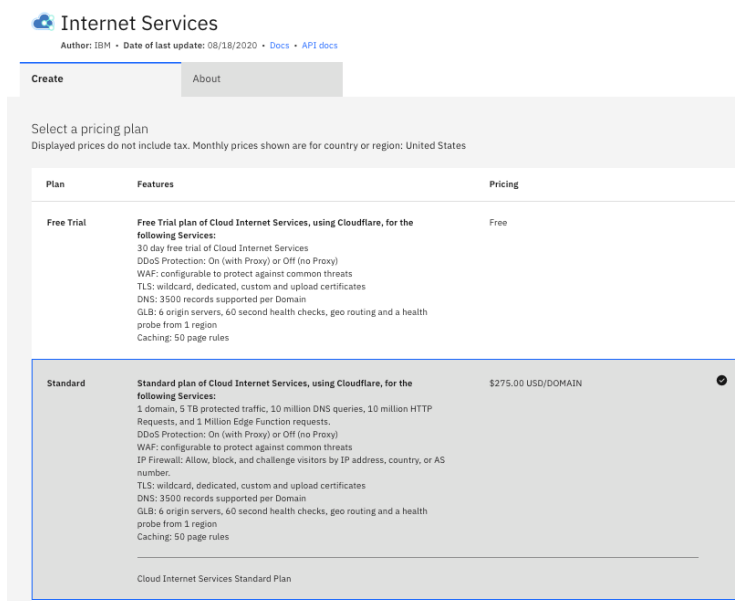 Internet Services
Author: IBM • Date of last update: 08/18/2020 • Docs • API docs
Create
About
Select a pricing plan
Displayed prices do not include tax. Monthly prices shown are for country or region: United States
Plan
Features
Pricing
Free Trial
Free Trial plan of Cloud Internet Services, using Cloudflare, for the
following Services:
30 day free trial of Cloud Internet Services
DDoS Protection: On (with Proxy) or Off (no Proxy)
WAF: configurable to protect against common threats
TLS: wildcard, dedicated, custom and upload certificates
DNS: 3500 records supported per Domain
GLB: 6 origin servers, 60 second health checks, geo routing and a health
probe from 1 region
Caching: 50 page rules
Free
Standard
Standard plan of Cloud Internet Services, using Cloudflare, for the
following Services:
1 domain, 5 TB protected traffic, 10 million DNS queries, 10 million HTTP
Requests, and 1 Million Edge Function requests.
DDoS Protection: On (with Proxy) or Off (no Proxy)
WAF: configurable to protect against common threats
IP Firewall: Allow, block, and challenge visitors by IP address, country, or AS
number.
TLS: wildcard, dedicated, custom and upload certificates
DNS: 3500 records supported per Domain
GLB: 6 origin servers, 60 second health checks, geo routing and a health
probe from 1 region
Caching: 50 page rules
$275.00 USD/DOMAIN
Cloud Internet Services Standard Plan